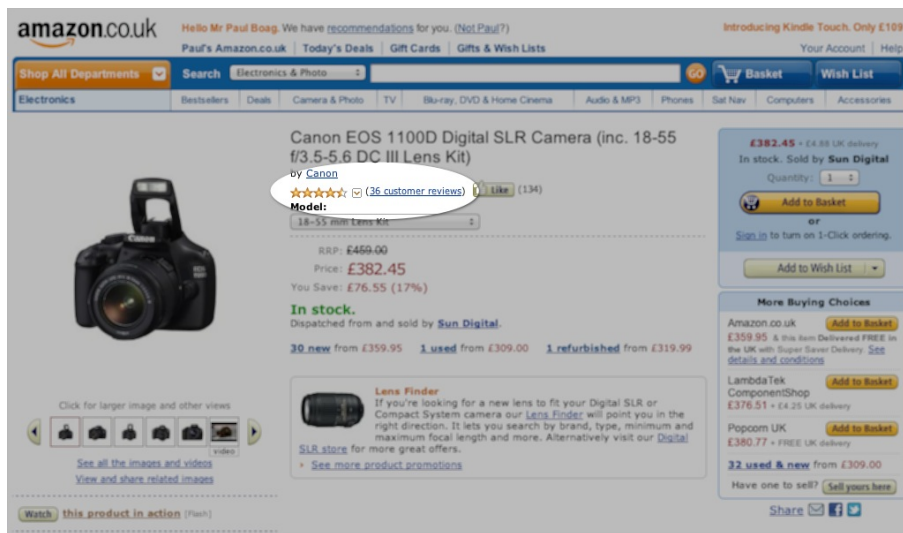 amazon.co.uk
Hello Mr Paul Boag. We have recommendations for you. (Not Paul?)
Introducing Kindle Touch. Only £109
Paul's Amazon.co.uk | Today's Deals | Gift Cards | Gifts & Wish Lists
Your Account | Help
Shop All Departments
Search Electronics & Photo GO Basket Wish List
Electronics Bestsellers Deals Camera & Photo TV Blu-ray, DVD & Home Cinema Audio & MP3 Phones Sat Nav Computers Accessories
Canon EOS 1100D Digital SLR Camera (inc. 18-55
f/3.5-5.6 DC III Lens Kit)
by Canon
(36 customer reviews) Like (134)
Model:
18-55 mm Lens Kit
RRP: £459.00
Price: £382.45
You Save: £76.55 (17%)
In stock.
Dispatched from and sold by Sun Digital.
30 new from £359.95 1 used from £309.00 1 refurbished from £319.99
Lens Finder
If you're looking for a new lens to fit your Digital SLR or
Compact System camera our Lens Finder will point you in the
right direction. It lets you search by brand, type, minimum and
maximum focal length and more. Alternatively visit our Digital
SLR store for more great offers.
› See more product promotions
Canon
EOS
Click for larger image and other views
video
See all the images and videos
View and share related images
Watch this product in action [Flash]
£382.45 + £4.88 UK delivery
In stock. Sold by Sun Digital
Quantity: 1
Add to Basket
or
Sign in to turn on 1-Click ordering.
Add to Wish List
More Buying Choices
Amazon.co.uk Add to Basket
£359.95 & this item Delivered FREE in
the UK with Super Saver Delivery. See
details and conditions
LambdaTek Add to Basket
ComponentShop
£376.51 + £4.25 UK delivery
Popcorn UK Add to Basket
£380.77 + FREE UK delivery
32 used & new from £309.00
Have one to sell? Sell yours here
Share